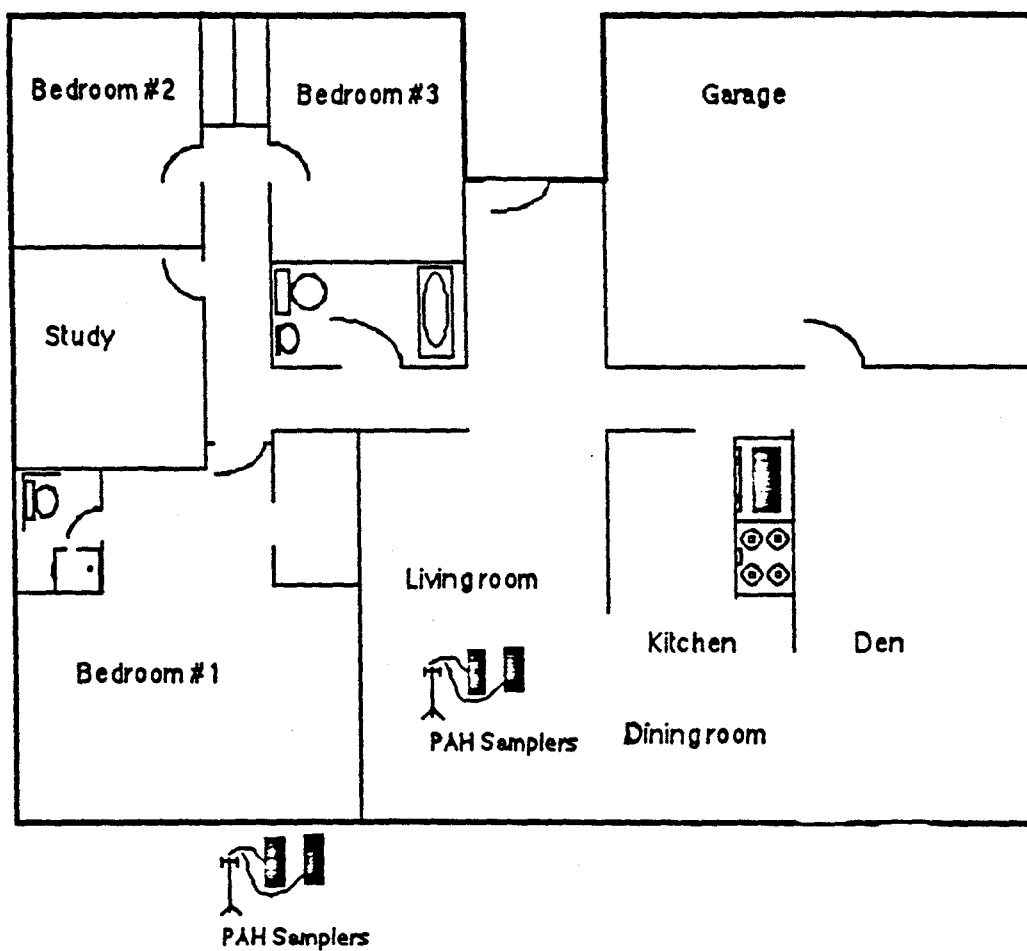 Bedroom #2
Bedroom #3
Garage
Study
Livingroom
Kitchen
Den
Bedroom #1
PAH Samplers
Diningroom
PAH Samplers